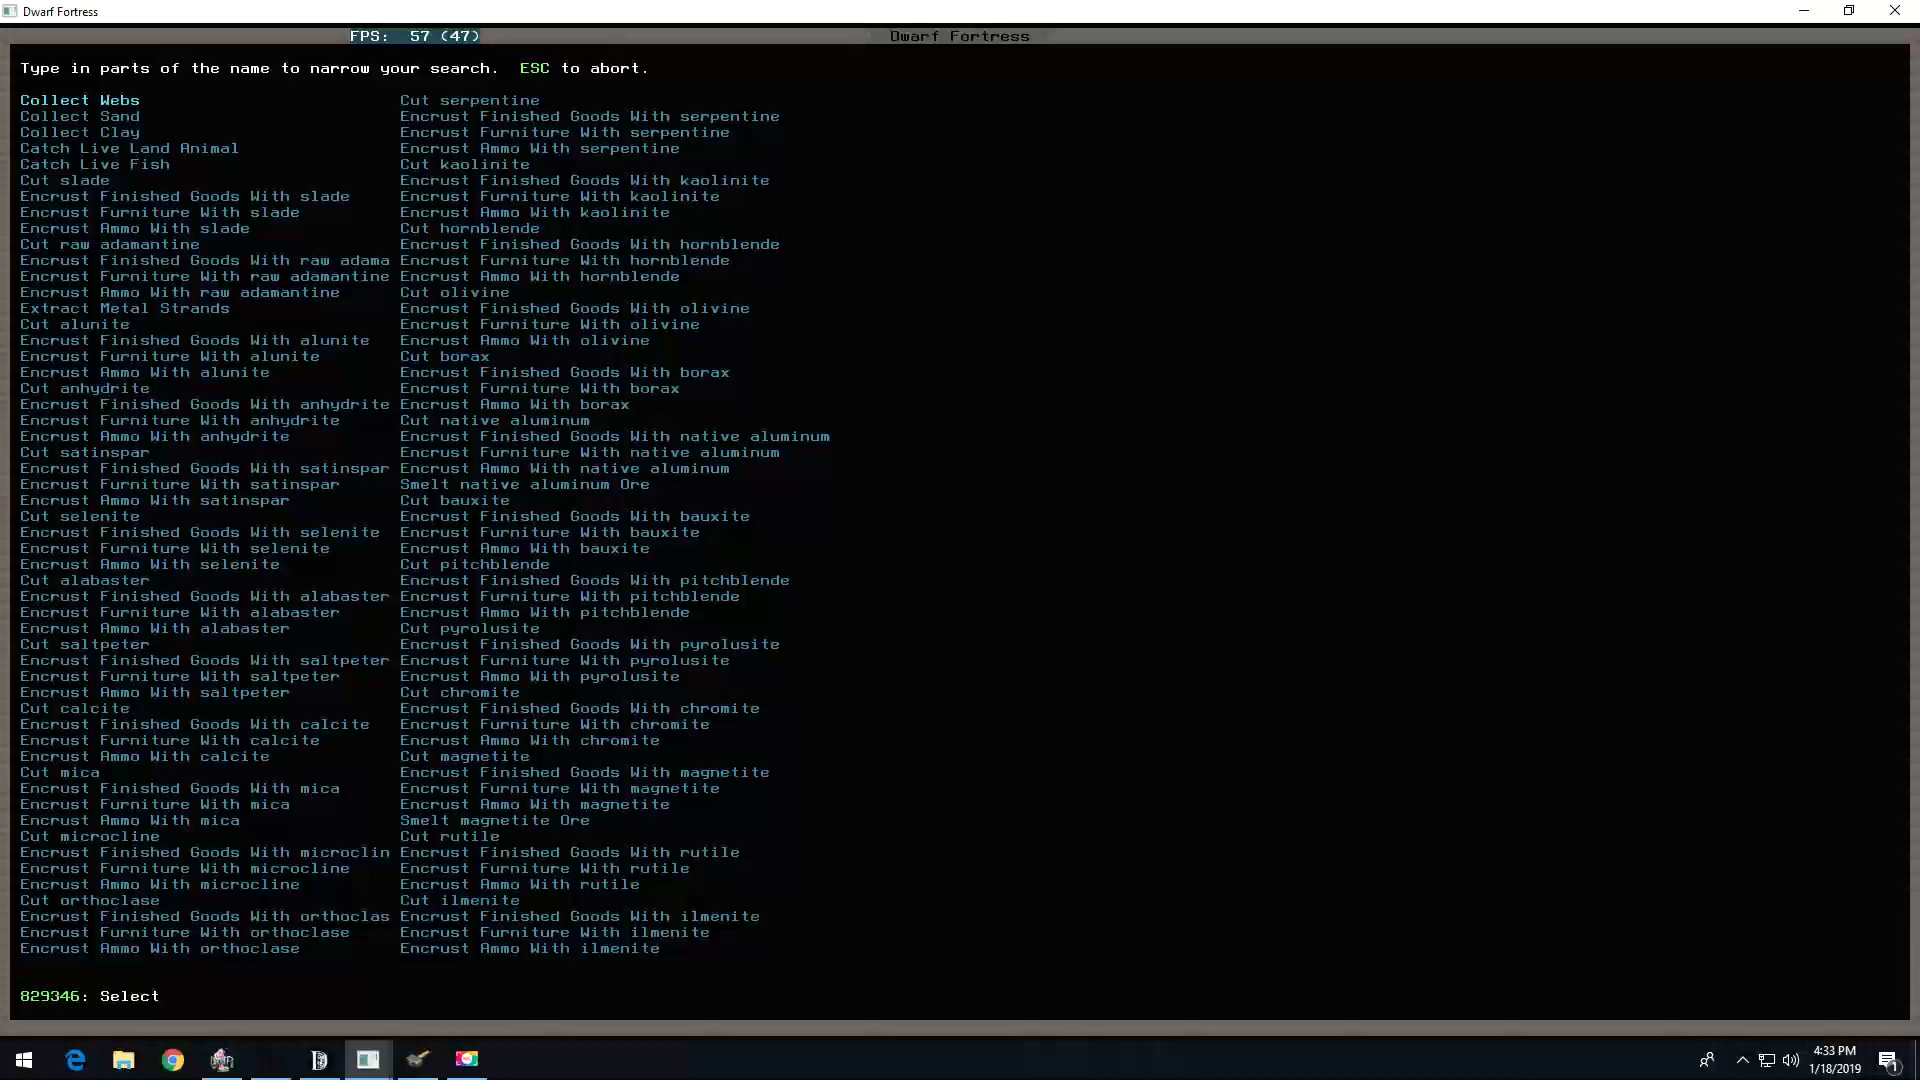 Dwarf Fortress
FPS: 57 (47)
Dwarf Fortress
Type in parts of the name to narrow your search. ESC to abort.
Collect Webs
Collect Sand
Collect Clay
Catch Live Land Animal
Catch Live Fish
Cut slade
Encrust Finished Goods With slade
Encrust Furniture With slade
Encrust Ammo With slade
Cut raw adamantine
Encrust Finished Goods With raw adama
Encrust Furniture With raw adamantine
Encrust Ammo With raw adamantine
Extract Metal Strands
Cut alunite
Encrust Finished Goods With alunite
Encrust Furniture With alunite
Encrust Ammo With alunite
Cut anhydrite
Encrust Finished Goods With anhydrite
Encrust Furniture With anhydrite
Encrust Ammo With anhydrite
Cut satinspar
Encrust Finished Goods With satinspar
Encrust Furniture With satinspar
Encrust Ammo With satinspar
Cut selenite
Encrust Finished Goods With selenite
Encrust Furniture With selenite
Encrust Ammo With selenite
Cut alabaster
Encrust Finished Goods With alabaster
Encrust Furniture With alabaster
Encrust Ammo With alabaster
Cut saltpeter
Encrust Finished Goods With saltpeter
Encrust Furniture With saltpeter
Encrust Ammo With saltpeter
Cut calcite
Encrust Finished Goods With calcite
Encrust Furniture With calcite
Encrust Ammo With calcite
Cut mica
Encrust Finished Goods With mica
Encrust Furniture With mica
Encrust Ammo With mica
Cut microcline
Encrust Finished Goods With microclin
Encrust Furniture With microcline
Encrust Ammo With microcline
Cut orthoclase
Encrust Finished Goods With orthoclas
Encrust Furniture With orthoclase
Encrust Ammo With orthoclase
Cut serpentine
Encrust Finished Goods With serpentine
Encrust Furniture With serpentine
Encrust Ammo With serpentine
Cut kaolinite
Encrust Finished Goods With kaolinite
Encrust Furniture With kaolinite
Encrust Ammo With kaolinite
Cut hornblende
Encrust Finished Goods With hornblende
Encrust Furniture With hornblende
Encrust Ammo With hornblende
Cut olivine
Encrust Finished Goods With olivine
Encrust Furniture With olivine
Encrust Ammo With olivine
Cut borax
Encrust Finished Goods With borax
Encrust Furniture With borax
Encrust Ammo With borax
Cut native aluminum
Encrust Finished Goods With native aluminum
Encrust Furniture With native aluminum
Encrust Ammo With native aluminum
Smelt native aluminum Ore
Cut bauxite
Encrust Finished Goods With bauxite
Encrust Furniture With bauxite
Encrust Ammo With bauxite
Cut pitchblende
Encrust Finished Goods With pitchblende
Encrust Furniture With pitchblende
Encrust Ammo With pitchblende
Cut pyrolusite
Encrust Finished Goods With pyrolusite
Encrust Furniture With pyrolusite
Encrust Ammo With pyrolusite
Cut chromite
Encrust Finished Goods With chromite
Encrust Furniture With chromite
Encrust Ammo With chromite
Cut magnetite
Encrust Finished Goods With magnetite
Encrust Furniture With magnetite
Encrust Ammo With magnetite
Smelt magnetite Ore
Cut rutile
Encrust Finished Goods With rutile
Encrust Furniture With rutile
Encrust Ammo With rutile
Cut ilmenite
Encrust Finished Goods With ilmenite
Encrust Furniture With ilmenite
Encrust Ammo With ilmenite
829346: Select
4:33 PM
1/18/2019
1